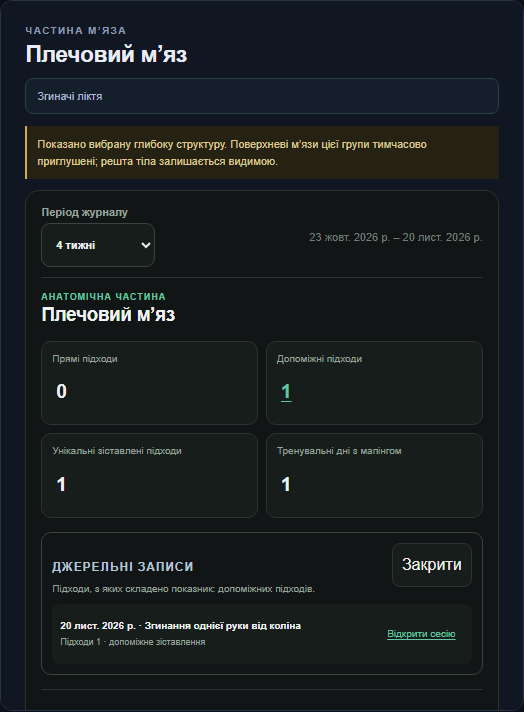 ЧАСТИНА М’ЯЗА
Плечовий м’яз
Згиначі ліктя
Показано вибрану глибоку структуру. Поверхневі м’язи цієї групи тимчасово
приглушені; решта тіла залишається видимою.
Період журналу
4 тижні
23 жовт. 2026 р. – 20 лист. 2026 р.
АНАТОМІЧНА ЧАСТИНА
Плечовий м’яз
Прямі підходи
0
Допоміжні підходи
1
Унікальні зіставлені підходи
1
Тренувальні дні з мапінгом
1
ДЖЕРЕЛЬНІ ЗАПИСИ
Закрити
Підходи, з яких складено показник: допоміжних підходів.
20 лист. 2026 р. · Згинання однієї руки від коліна
Підходи 1 · допоміжне зіставлення
Відкрити сесію